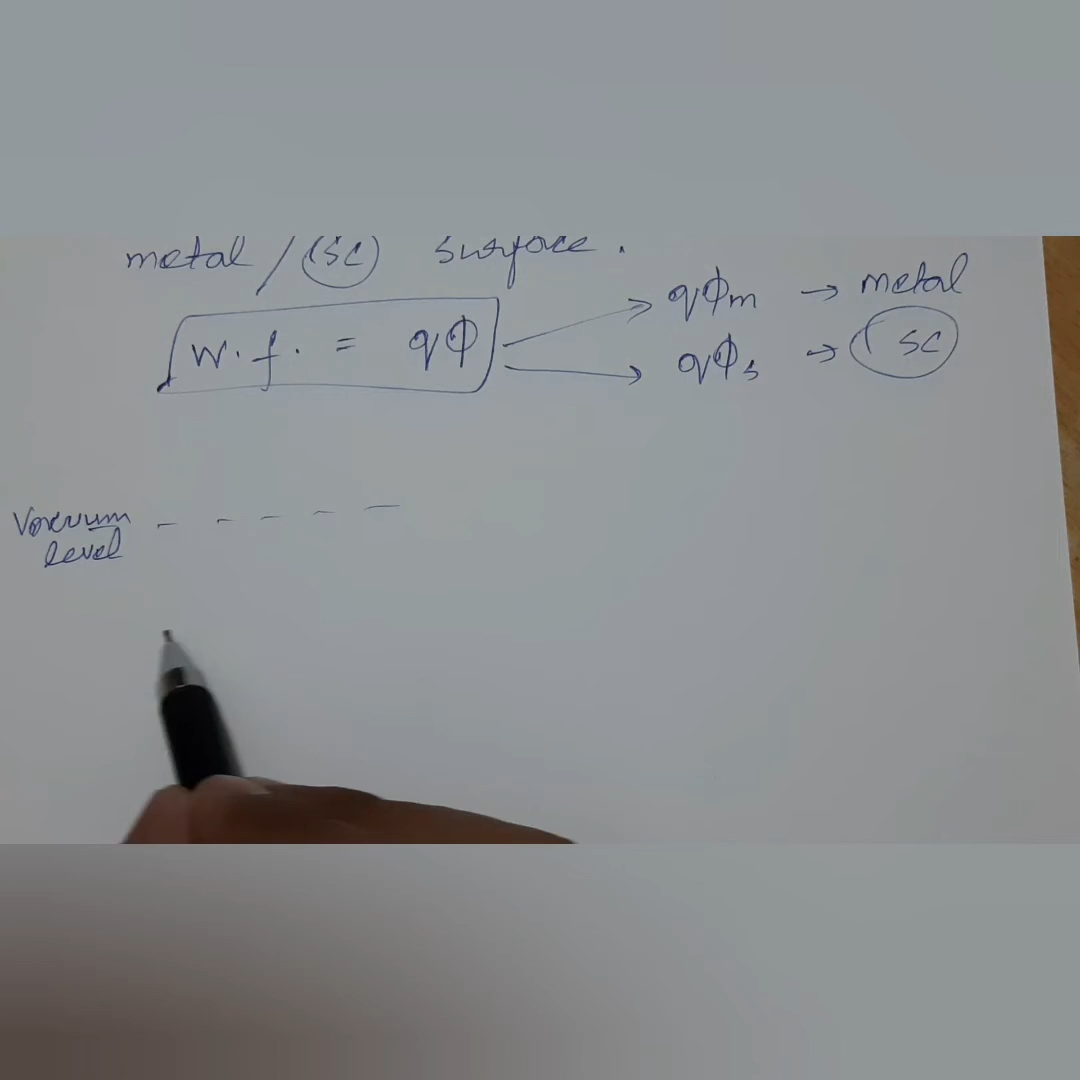 metal / (SC) surface.
w.f. = qΦ → qΦm → metal
→ qΦs → SC
Vacuum
level